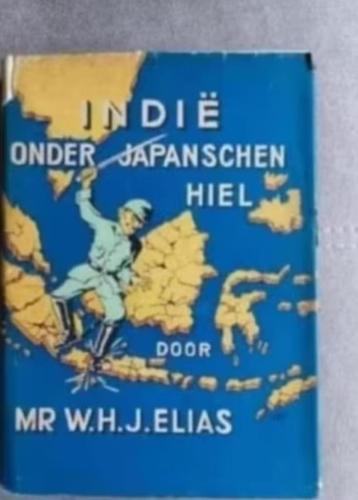 INDIË
ONDER JAPANSCHEN
HIEL
DOOR
MR W.H.J. ELIAS